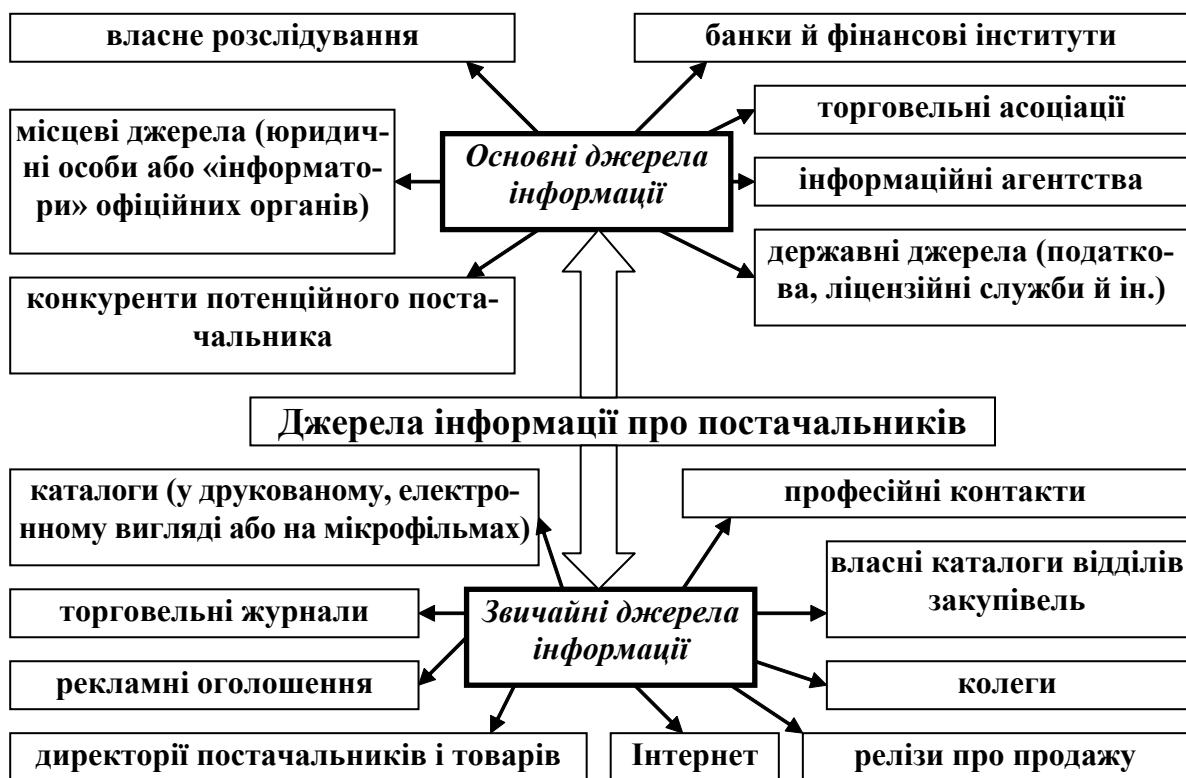 власне розслідування
банки й фінансові інститути
торговельні асоціації
місцеві джерела (юридич-
ні особи або «інформато-
ри» офіційних органів)
Основні джерела
інформації
інформаційні агентства
державні джерела (податко-
ва, ліцензійні служби й ін.)
конкуренти потенційного поста-
чальника
Джерела інформації про постачальників
каталоги (у друкованому, електро-
нному вигляді або на мікрофільмах)
професійні контакти
власні каталоги відділів
закупівель
торговельні журнали
Звичайні джерела
інформації
рекламні оголошення
колеги
директорії постачальників і товарів
Інтернет
релізи про продажу